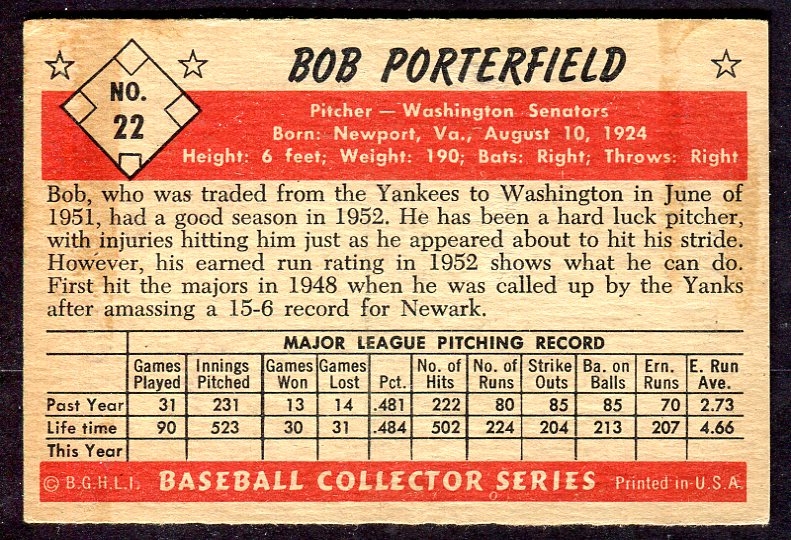 BOB PORTERFIELD
NO.
22
Pitcher — Washington Senators
Born: Newport, Va., August 10, 1924
Height: 6 feet; Weight: 190; Bats: Right; Throws: Right
Bob, who was traded from the Yankees to Washington in June of
1951, had a good season in 1952. He has been a hard luck pitcher,
with injuries hitting him just as he appeared about to hit his stride.
However, his earned run rating in 1952 shows what he can do.
First hit the majors in 1948 when he was called up by the Yanks
after amassing a 15-6 record for Newark.
MAJOR LEAGUE PITCHING RECORD
Games Innings Games Games No. of No. of Strike Ba. on Ern. E. Run
Played Pitched Won Lost Pct. Hits Runs Outs Balls Runs Ave.
Past Year 31 231 13 14 .481 222 80 85 85 70 2.73
Life time 90 523 30 31 .484 502 224 204 213 207 4.66
This Year
© B.G.H.L.I. BASEBALL COLLECTOR SERIES Printed in U.S.A.